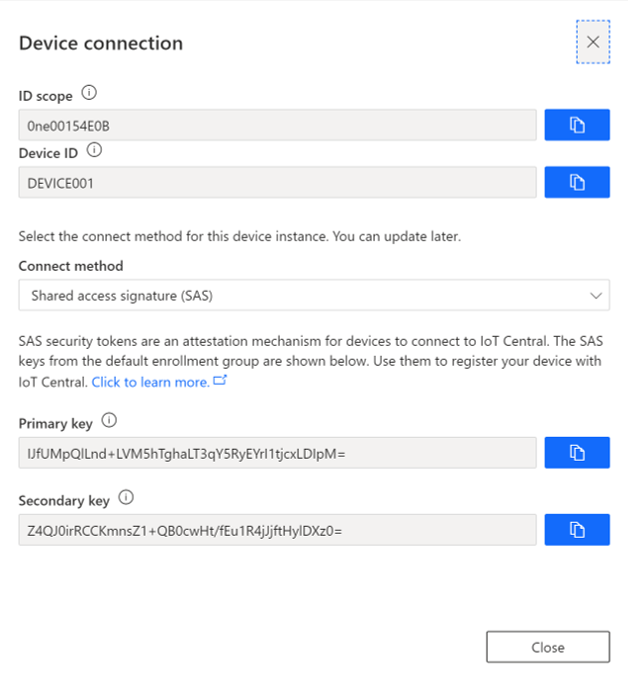 Device connection
ID scope
0ne00154E0B
Device ID
DEVICE001
Select the connect method for this device instance. You can update later.
Connect method
Shared access signature (SAS)
SAS security tokens are an attestation mechanism for devices to connect to IoT Central. The SAS
keys from the default enrollment group are shown below. Use them to register your device with
IoT Central. Click to learn more.
Primary key
IJfUMpQlLnd+LVM5hTghaLT3qY5RyEYrI1tjcxLDIpM=
Secondary key
Z4QJ0irRCCKmnsZ1+QB0cwHt/fEu1R4jJjftHylDXz0=
Close